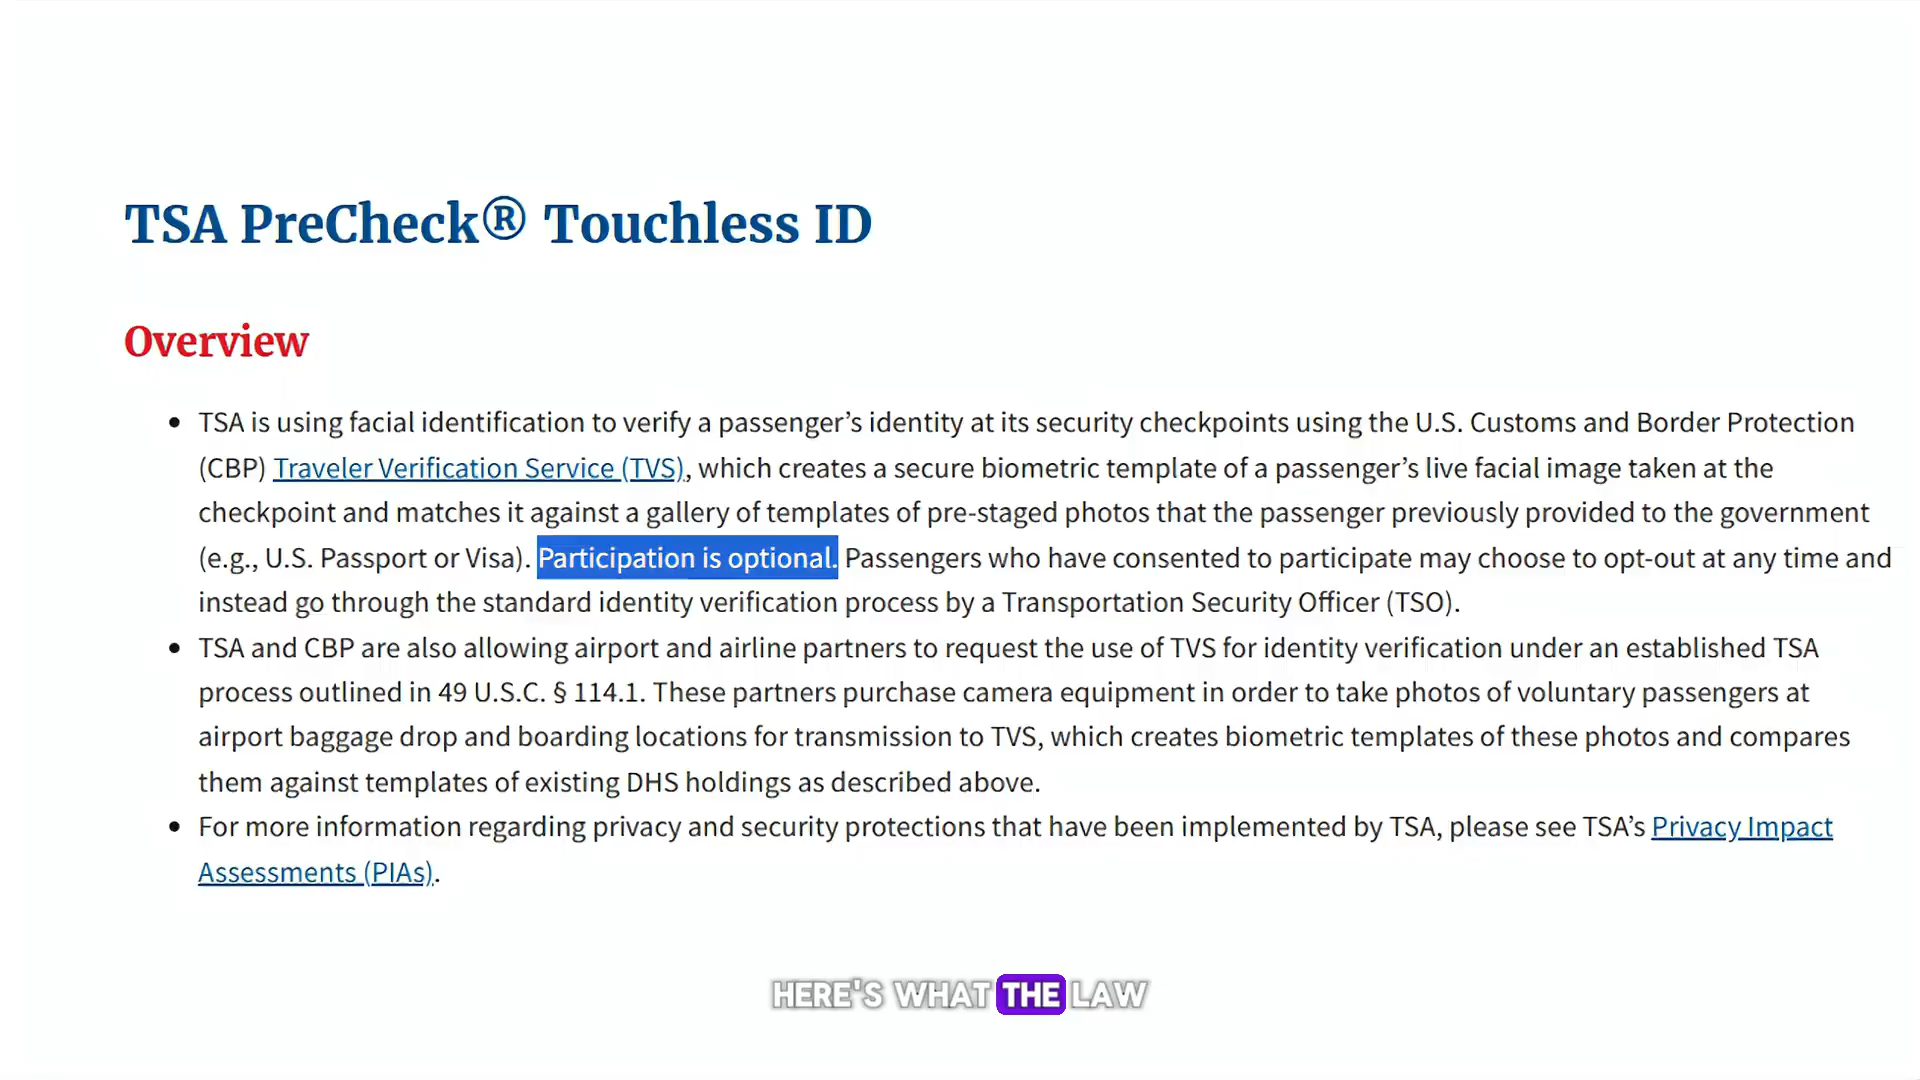 TSA PreCheck® Touchless ID
Overview
• TSA is using facial identification to verify a passenger’s identity at its security checkpoints using the U.S. Customs and Border Protection
(CBP) Traveler Verification Service (TVS), which creates a secure biometric template of a passenger’s live facial image taken at the
checkpoint and matches it against a gallery of templates of pre-staged photos that the passenger previously provided to the government
(e.g., U.S. Passport or Visa). Participation is optional. Passengers who have consented to participate may choose to opt-out at any time and
instead go through the standard identity verification process by a Transportation Security Officer (TSO).
• TSA and CBP are also allowing airport and airline partners to request the use of TVS for identity verification under an established TSA
process outlined in 49 U.S.C. § 114.1. These partners purchase camera equipment in order to take photos of voluntary passengers at
airport baggage drop and boarding locations for transmission to TVS, which creates biometric templates of these photos and compares
them against templates of existing DHS holdings as described above.
• For more information regarding privacy and security protections that have been implemented by TSA, please see TSA’s Privacy Impact
Assessments (PIAs).
HERE'S WHAT THE LAW